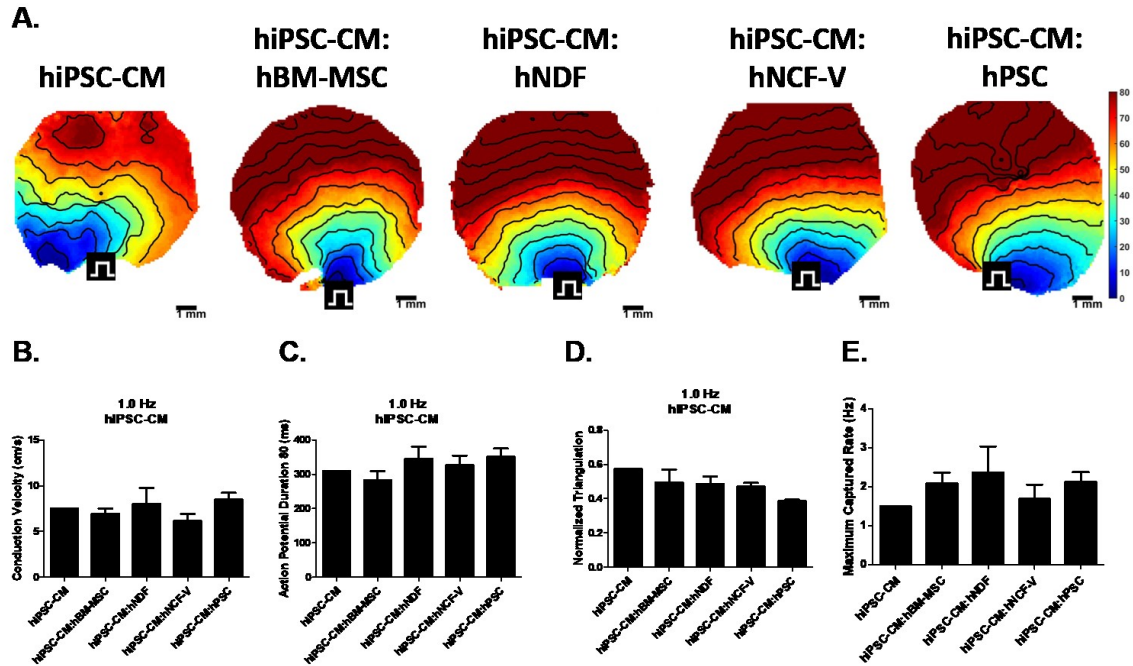 A.
hiPSC-CM
hiPSC-CM:
hBM-MSC
hiPSC-CM:
hNDF
hiPSC-CM:
hNCF-V
hiPSC-CM:
hPSC
80
70
60
50
40
30
20
10
0
1 mm
1 mm
1 mm
1 mm
1 mm
B.
1.0 Hz
hiPSC-CM
Conduction Velocity (cm/s)
15
10
5
0
hiPSC-CM
hiPSC-CM:hBM-MSC
hiPSC-CM:hNDF
hiPSC-CM:hNCF-V
hiPSC-CM:hPSC
C.
1.0 Hz
hiPSC-CM
Action Potential Duration 80 (ms)
400
300
200
100
0
hiPSC-CM
hiPSC-CM:hBM-MSC
hiPSC-CM:hNDF
hiPSC-CM:hNCF-V
hiPSC-CM:hPSC
D.
1.0 Hz
hiPSC-CM
Normalized Triangulation
0.8
0.6
0.4
0.2
0.0
hiPSC-CM
hiPSC-CM:hBM-MSC
hiPSC-CM:hNDF
hiPSC-CM:hNCF-V
hiPSC-CM:hPSC
E.
Maximum Captured Rate (Hz)
4
3
2
1
0
hiPSC-CM
hiPSC-CM:hBM-MSC
hiPSC-CM:hNDF
hiPSC-CM:hNCF-V
hiPSC-CM:hPSC